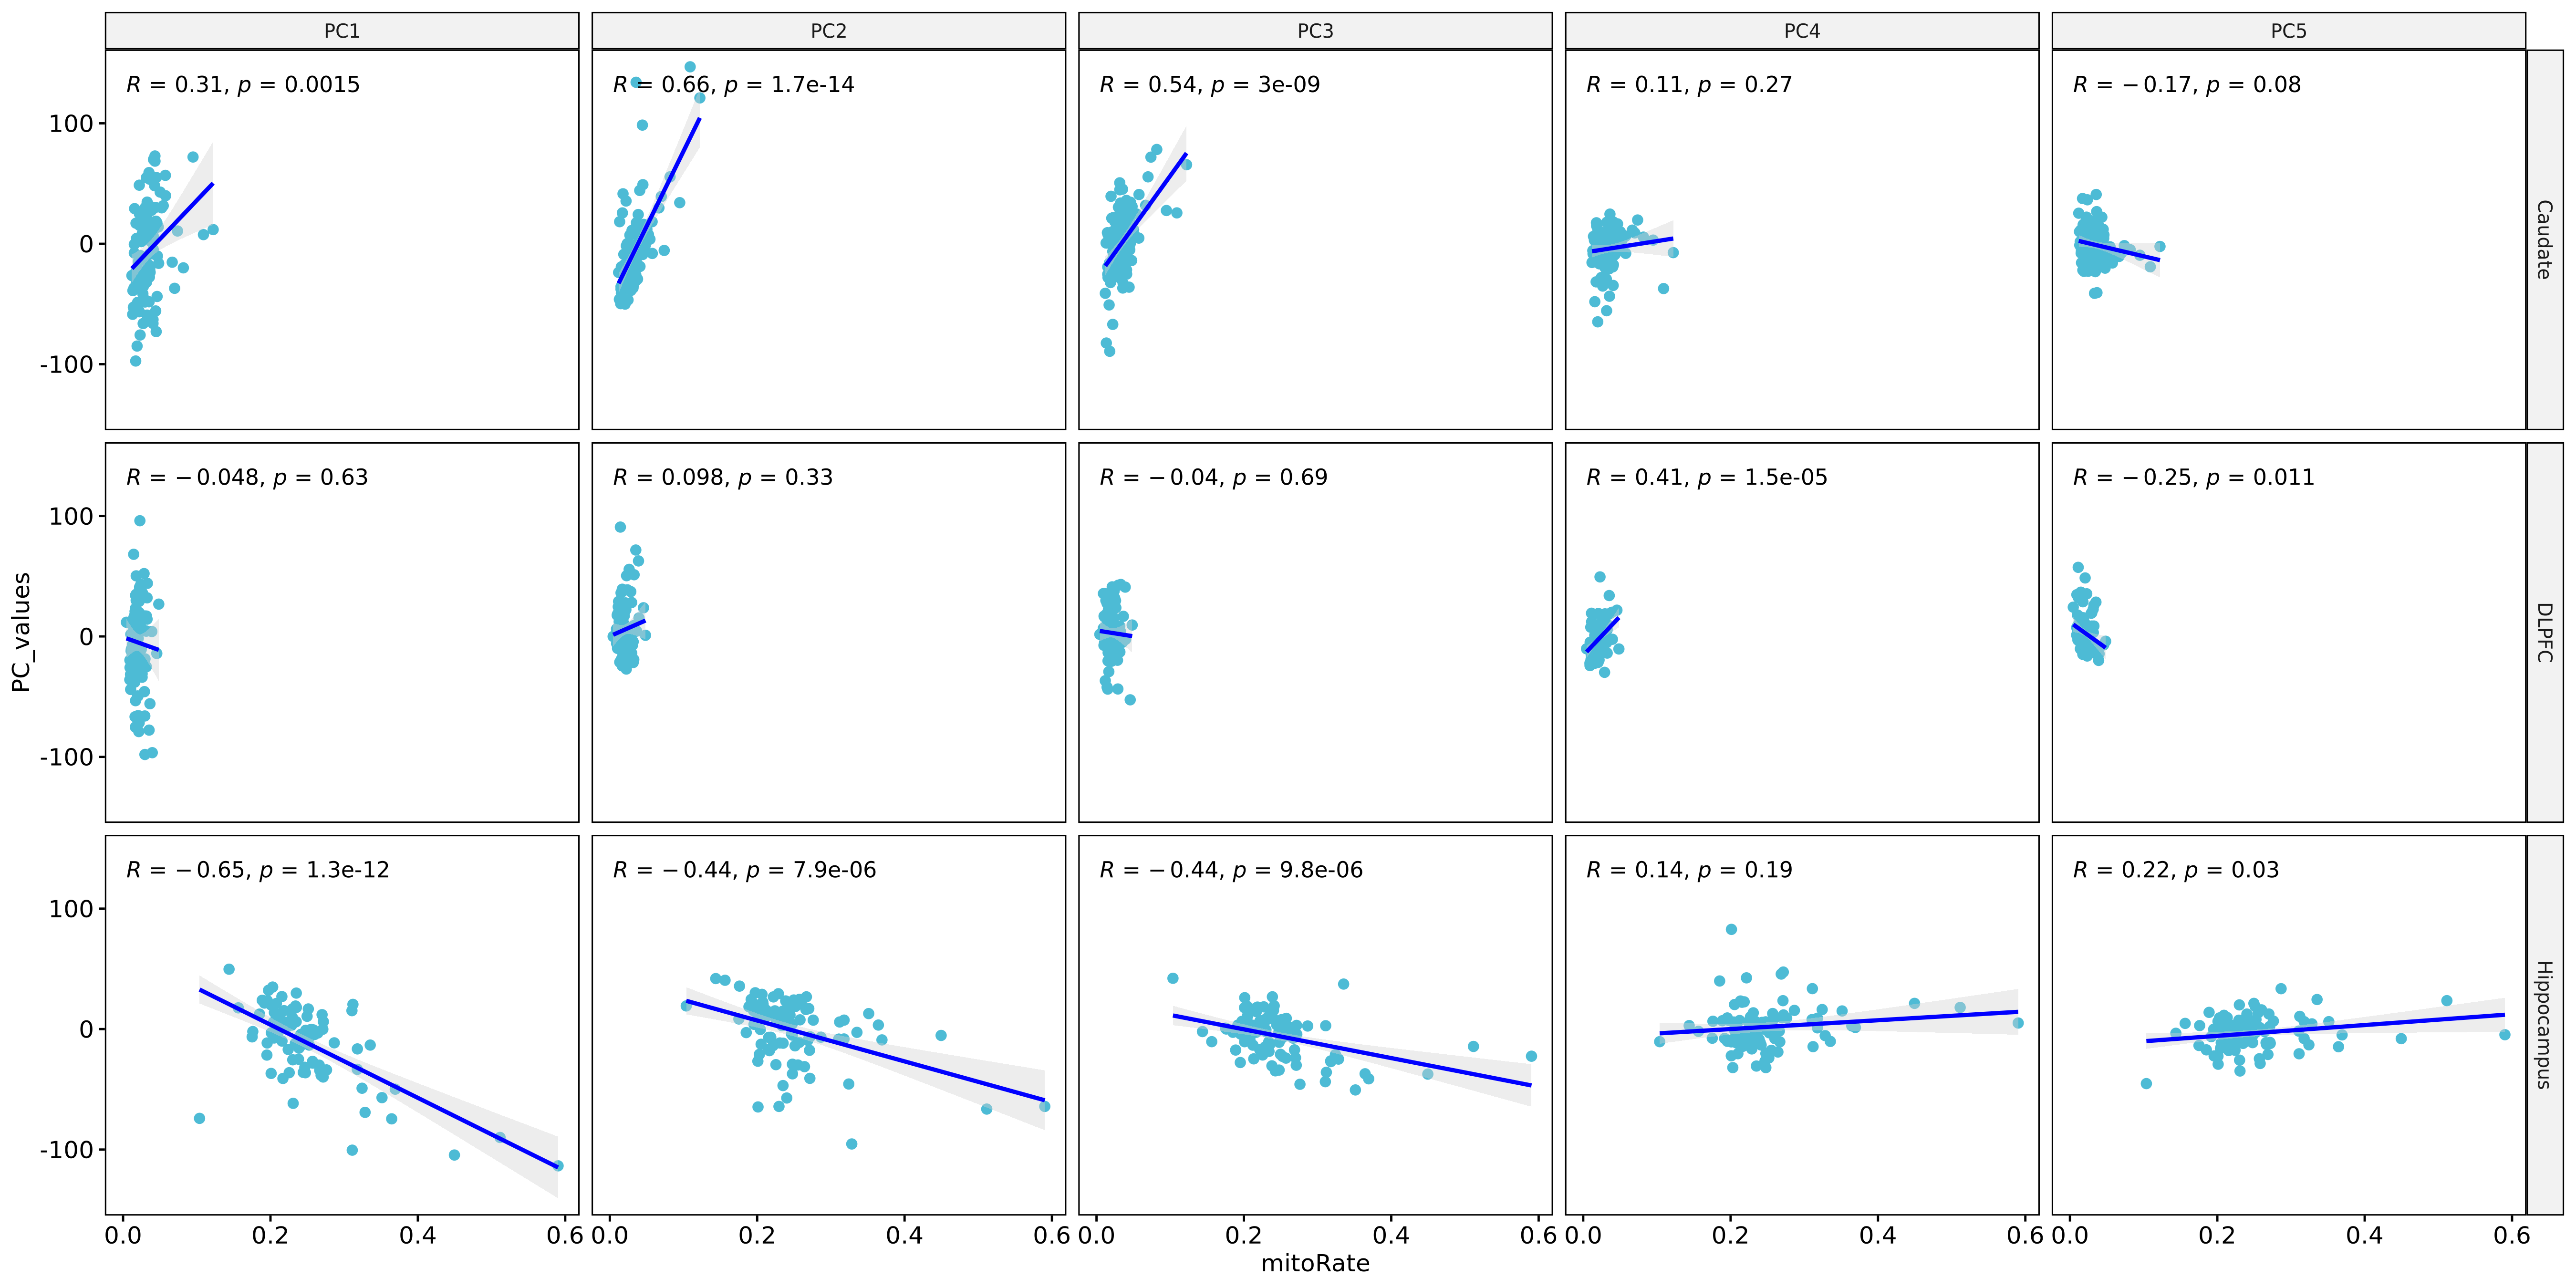 PC1 PC2 PC3 PC4 PC5
R = 0.31, p = 0.0015
R = 0.66, p = 1.7e-14
R = 0.54, p = 3e-09
R = 0.11, p = 0.27
R = −0.17, p = 0.08
100
0
-100
Caudate
R = −0.048, p = 0.63
R = 0.098, p = 0.33
R = −0.04, p = 0.69
R = 0.41, p = 1.5e-05
R = −0.25, p = 0.011
100
0
-100
DLPFC
PC_values
R = −0.65, p = 1.3e-12
R = −0.44, p = 7.9e-06
R = −0.44, p = 9.8e-06
R = 0.14, p = 0.19
R = 0.22, p = 0.03
100
0
-100
Hippocampus
0.0 0.2 0.4 0.6 0.0 0.2 0.4 0.6 0.0 0.2 0.4 0.6 0.0 0.2 0.4 0.6 0.0 0.2 0.4 0.6
mitoRate